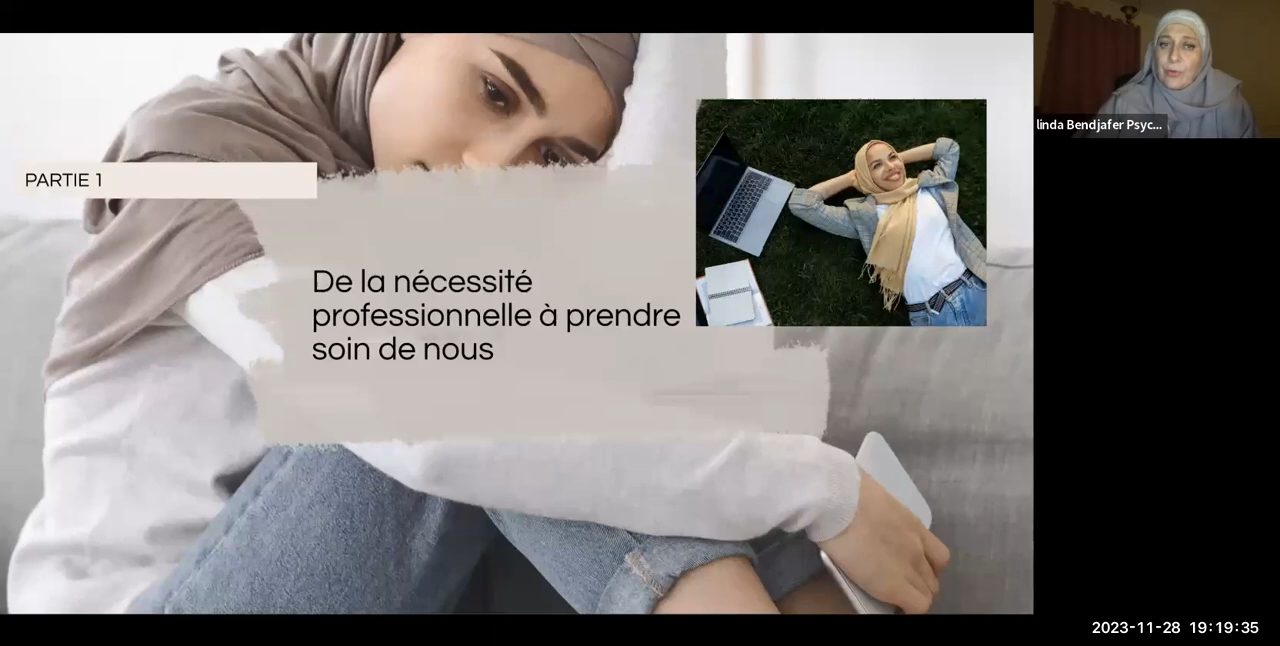 PARTIE 1
De la nécessité
professionnelle à prendre
soin de nous
linda Bendjafer Psyc...
2023-11-28 19:19:35